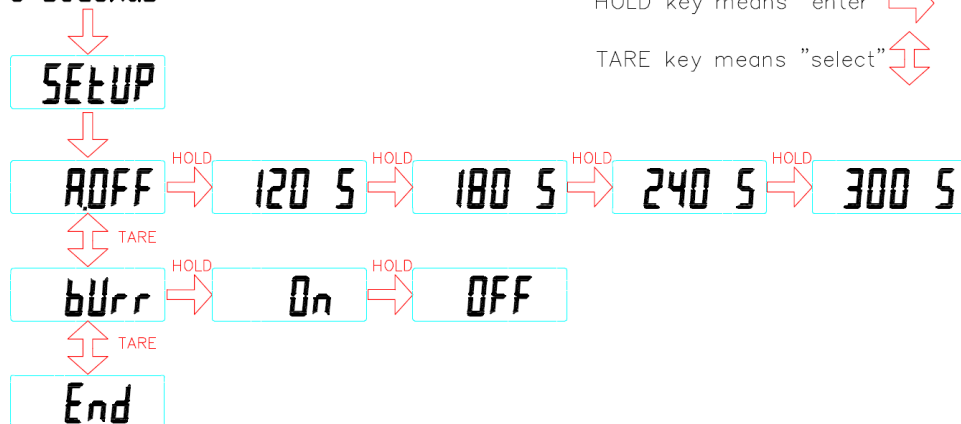 HOLD key means "enter"
TARE key means "select"
SEtUP
HOLD HOLD HOLD HOLD
A.OFF 120 S 180 S 240 S 300 S
TARE
HOLD HOLD
bUrr On OFF
TARE
End